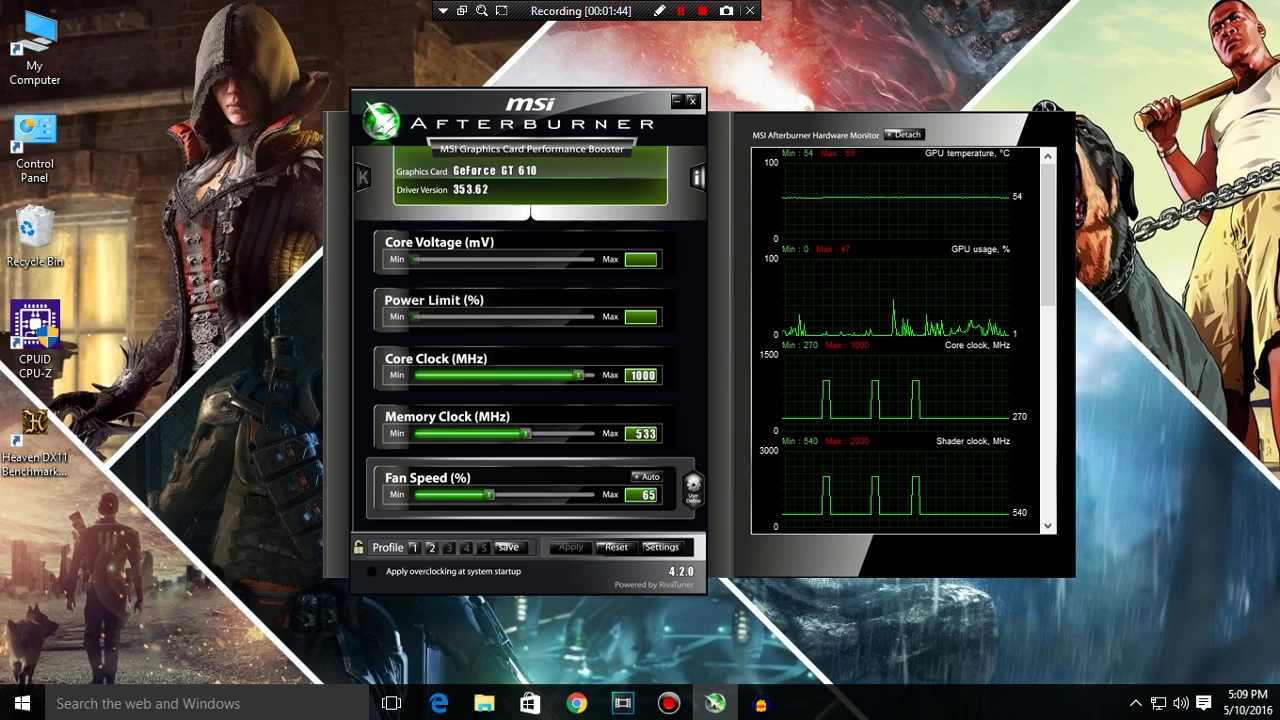 Recording [00:01:44]
My
Computer
Control
Panel
Recycle Bin
CPUID
CPU-Z
Heaven DX11
Benchmark...
msi
AFTERBURNER
MSI Graphics Card Performance Booster
Graphics Card GeForce GT 610
Driver Version 353.62
K
i
Core Voltage (mV)
Min Max
Power Limit (%)
Min Max
Core Clock (MHz)
Min Max 1000
Memory Clock (MHz)
Min Max 533
Fan Speed (%) Auto
Min Max 65
User
Define
Profile 1 2 3 4 5 save Apply Reset Settings
Apply overclocking at system startup 4.2.0
Powered by RivaTuner
MSI Afterburner Hardware Monitor Detach
Min : 54 Max : 55 GPU temperature, °C
100
54
0
Min : 0 Max : 47 GPU usage, %
100
0 1
Min : 270 Max : 1000 Core clock, MHz
1500
270
0
Min : 540 Max : 2000 Shader clock, MHz
3000
540
0
Search the web and Windows
5:09 PM
5/10/2016